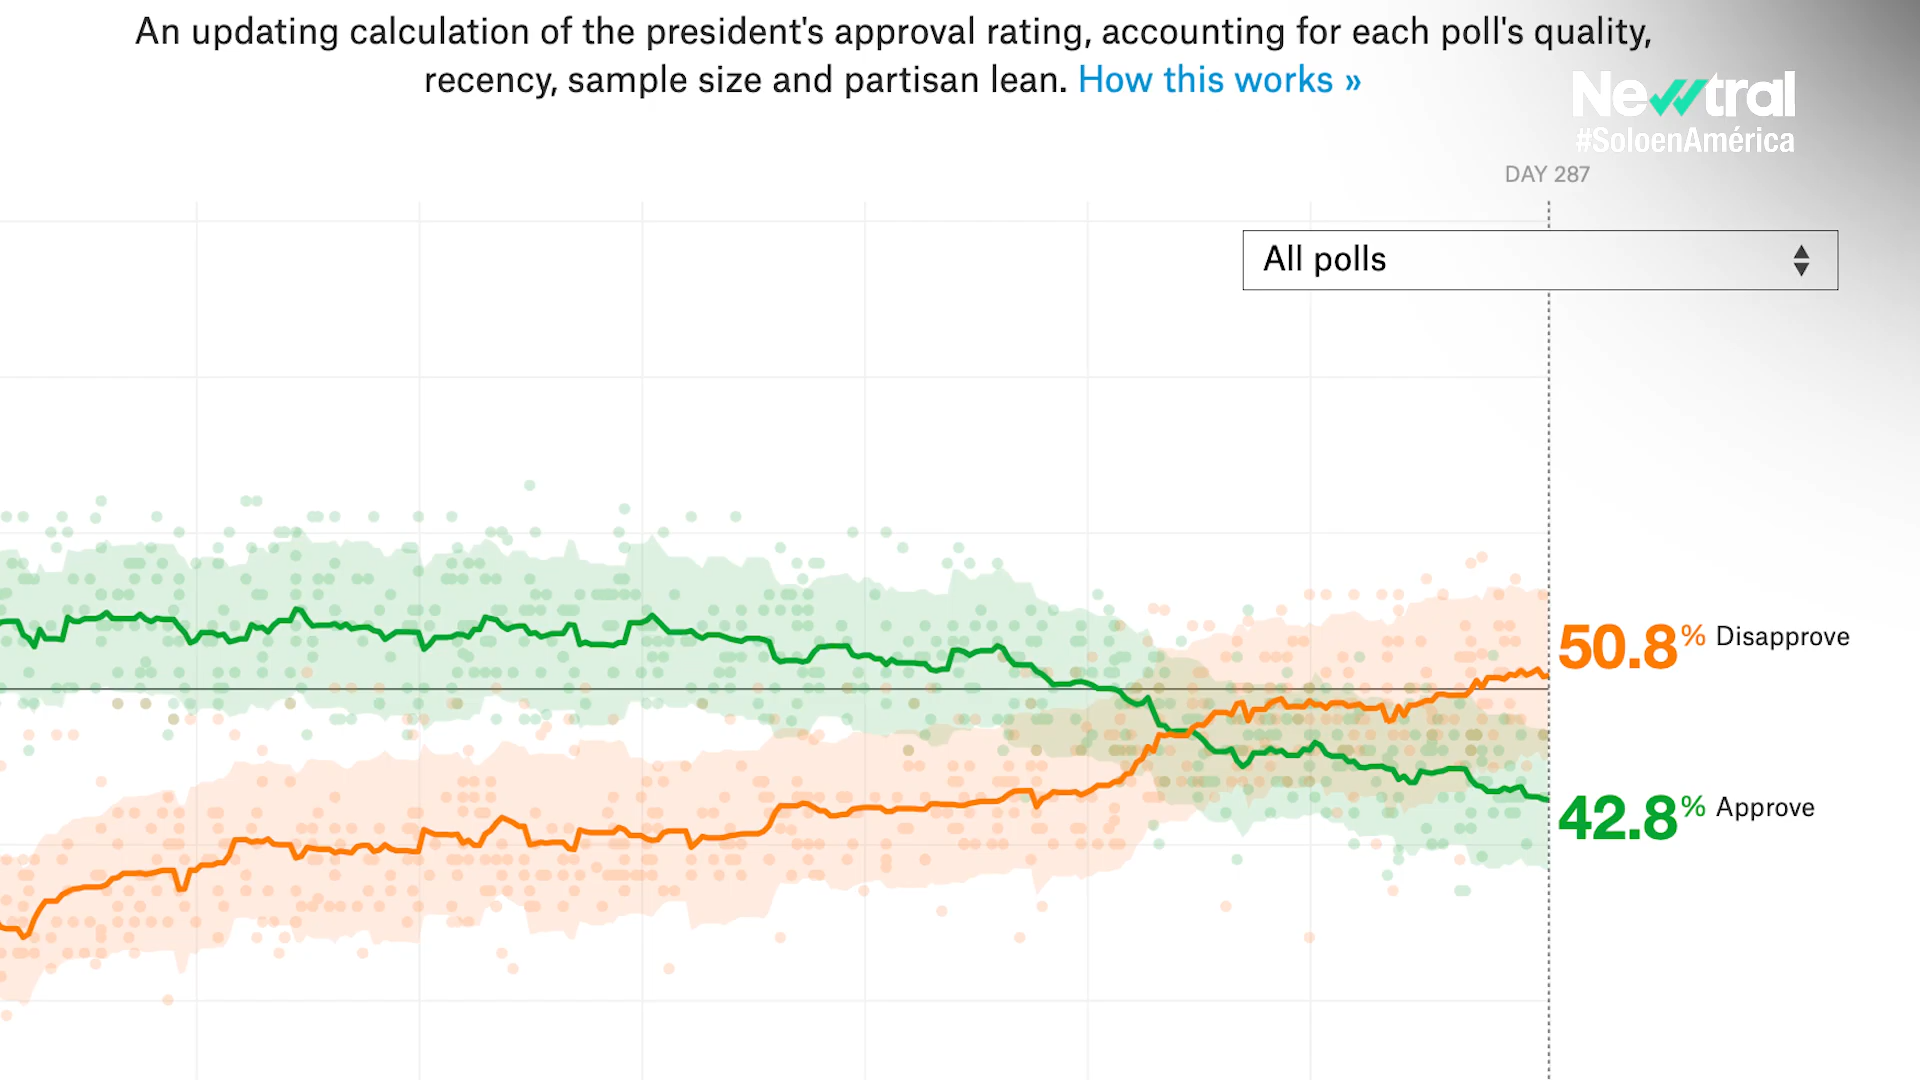 An updating calculation of the president's approval rating, accounting for each poll's quality,
recency, sample size and partisan lean. How this works »
Newtral
#SoloenAmérica
DAY 287
All polls
50.8% Disapprove
42.8% Approve